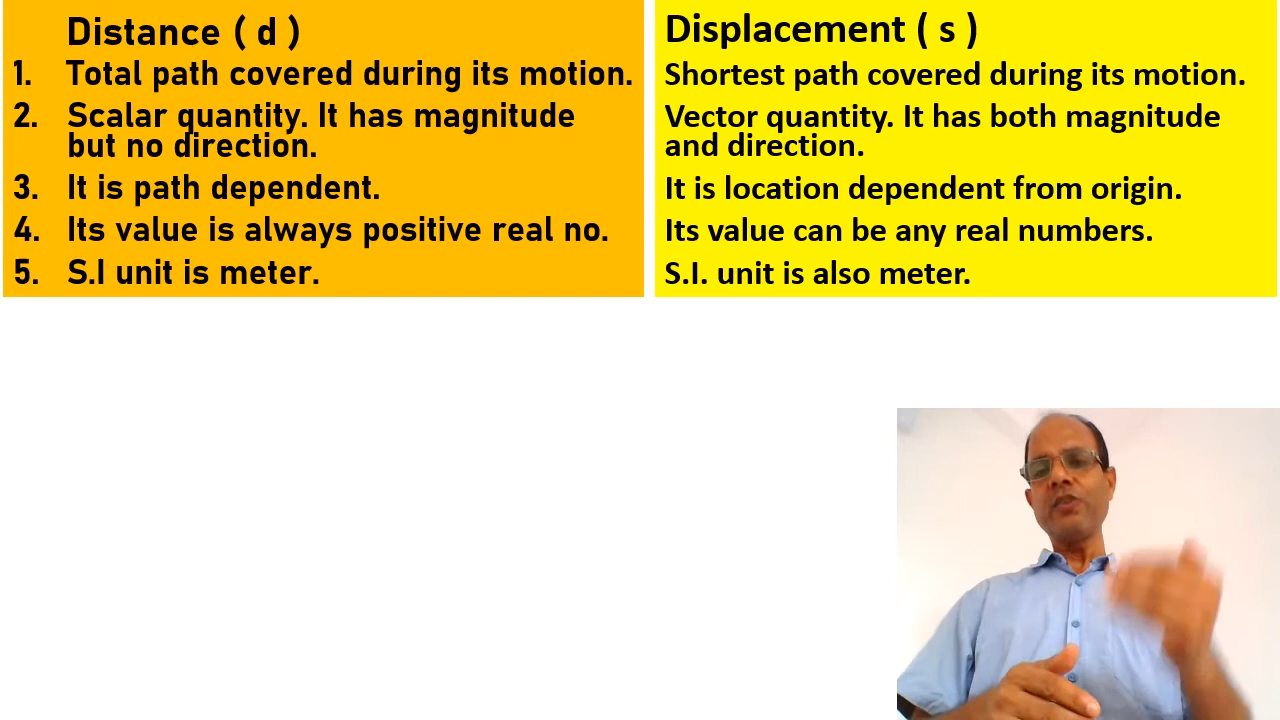 Distance ( d )
1. Total path covered during its motion.
2. Scalar quantity. It has magnitude
but no direction.
3. It is path dependent.
4. Its value is always positive real no.
5. S.I unit is meter.
Displacement ( s )
Shortest path covered during its motion.
Vector quantity. It has both magnitude
and direction.
It is location dependent from origin.
Its value can be any real numbers.
S.I. unit is also meter.